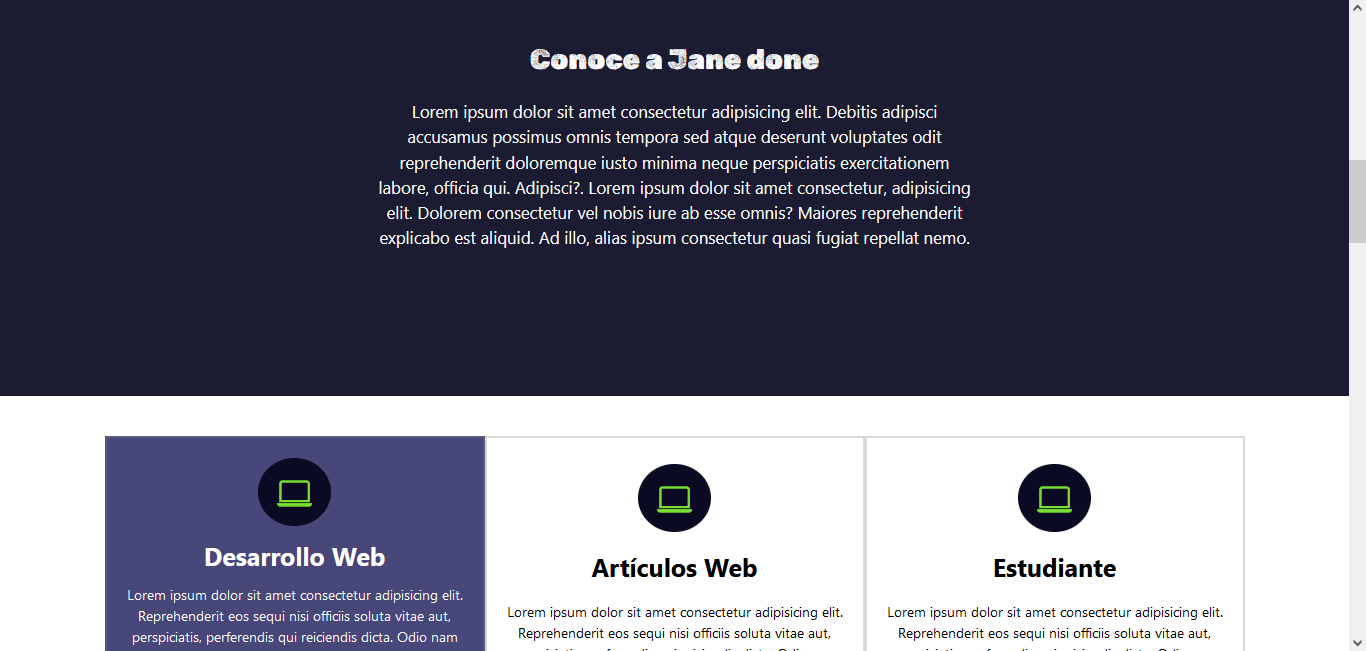 Conoce a Jane done
Lorem ipsum dolor sit amet consectetur adipisicing elit. Debitis adipisci
accusamus possimus omnis tempora sed atque deserunt voluptates odit
reprehenderit doloremque iusto minima neque perspiciatis exercitationem
labore, officia qui. Adipisci?. Lorem ipsum dolor sit amet consectetur, adipisicing
elit. Dolorem consectetur vel nobis iure ab esse omnis? Maiores reprehenderit
explicabo est aliquid. Ad illo, alias ipsum consectetur quasi fugiat repellat nemo.
Desarrollo Web
Lorem ipsum dolor sit amet consectetur adipisicing elit.
Reprehenderit eos sequi nisi officiis soluta vitae aut,
perspiciatis, perferendis qui reiciendis dicta. Odio nam
Artículos Web
Lorem ipsum dolor sit amet consectetur adipisicing elit.
Reprehenderit eos sequi nisi officiis soluta vitae aut,
Estudiante
Lorem ipsum dolor sit amet consectetur adipisicing elit.
Reprehenderit eos sequi nisi officiis soluta vitae aut,